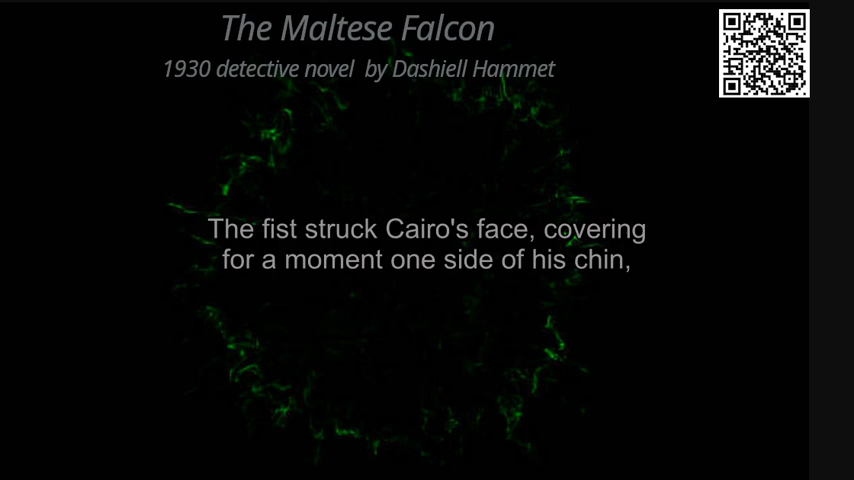 The Maltese Falcon
1930 detective novel by Dashiell Hammet
The fist struck Cairo's face, covering
for a moment one side of his chin,